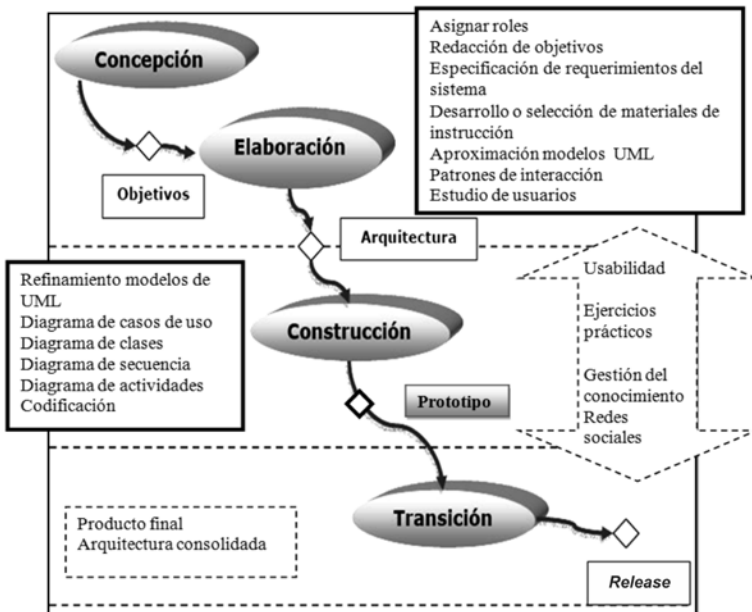 Concepción
Asignar roles
Redacción de objetivos
Especificación de requerimientos del
sistema
Desarrollo o selección de materiales de
instrucción
Aproximación modelos UML
Patrones de interacción
Estudio de usuarios
Elaboración
Objetivos
Arquitectura
Refinamiento modelos de
UML
Diagrama de casos de uso
Diagrama de clases
Diagrama de secuencia
Diagrama de actividades
Codificación
Construcción
Usabilidad
Ejercicios
prácticos
Gestión del
conocimiento
Redes
sociales
Prototipo
Transición
Producto final
Arquitectura consolidada
Release